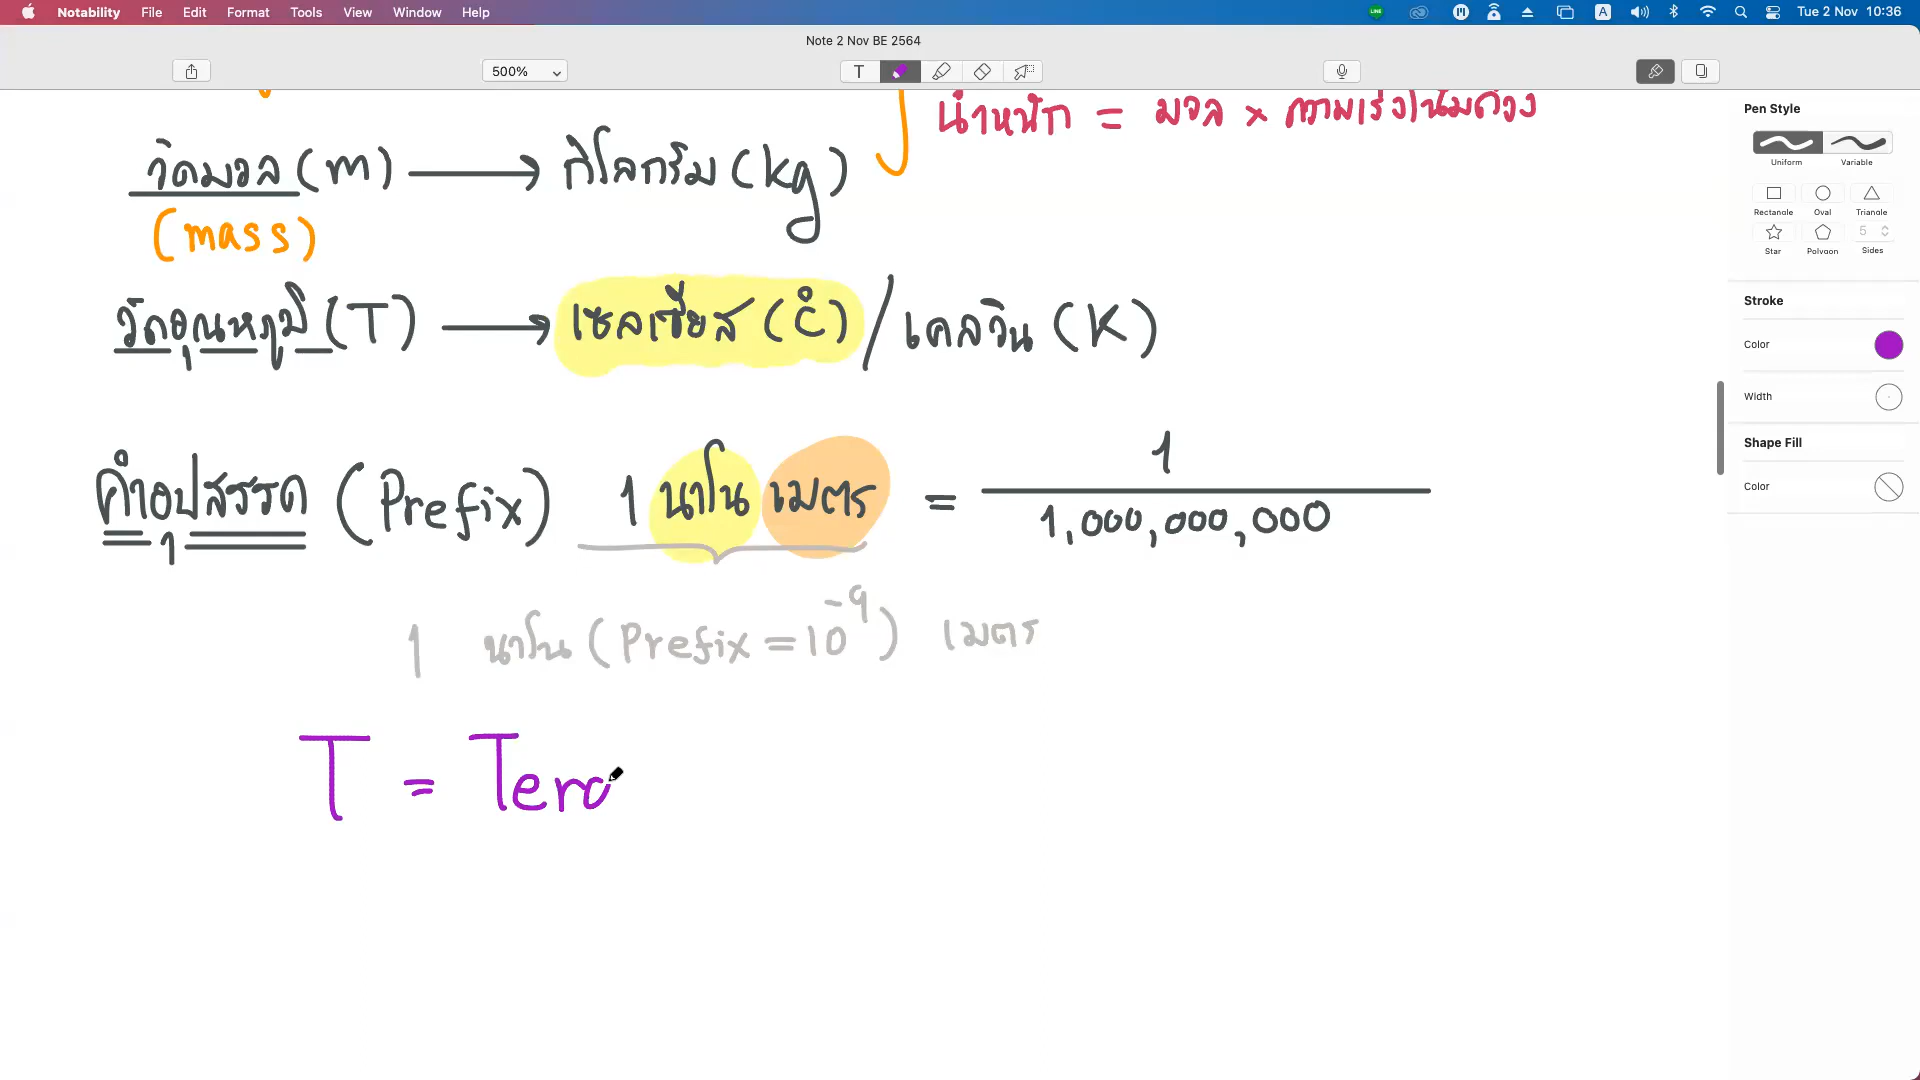 Notability File Edit Format Tools View Window Help LINE A Tue 2 Nov 10:36
Note 2 Nov BE 2564
500% T
Pen Style
Uniform Variable
Rectangle Oval Triangle
Star Polygon 5 Sides
Stroke
Color
Width
Shape Fill
Color
น้ำหนัก = มวล × ความเร่งโน้มถ่วง
วัดมวล (m) → กิโลกรัม (kg)
(mass)
วัดอุณหภูมิ (T) → เซลเซียส (°C) / เคลวิน (K)
คำอุปสรรค (Prefix) 1 นาโนเมตร = 1
1,000,000,000
1 นาโน (Prefix = 10⁻⁹) เมตร
T = Tera